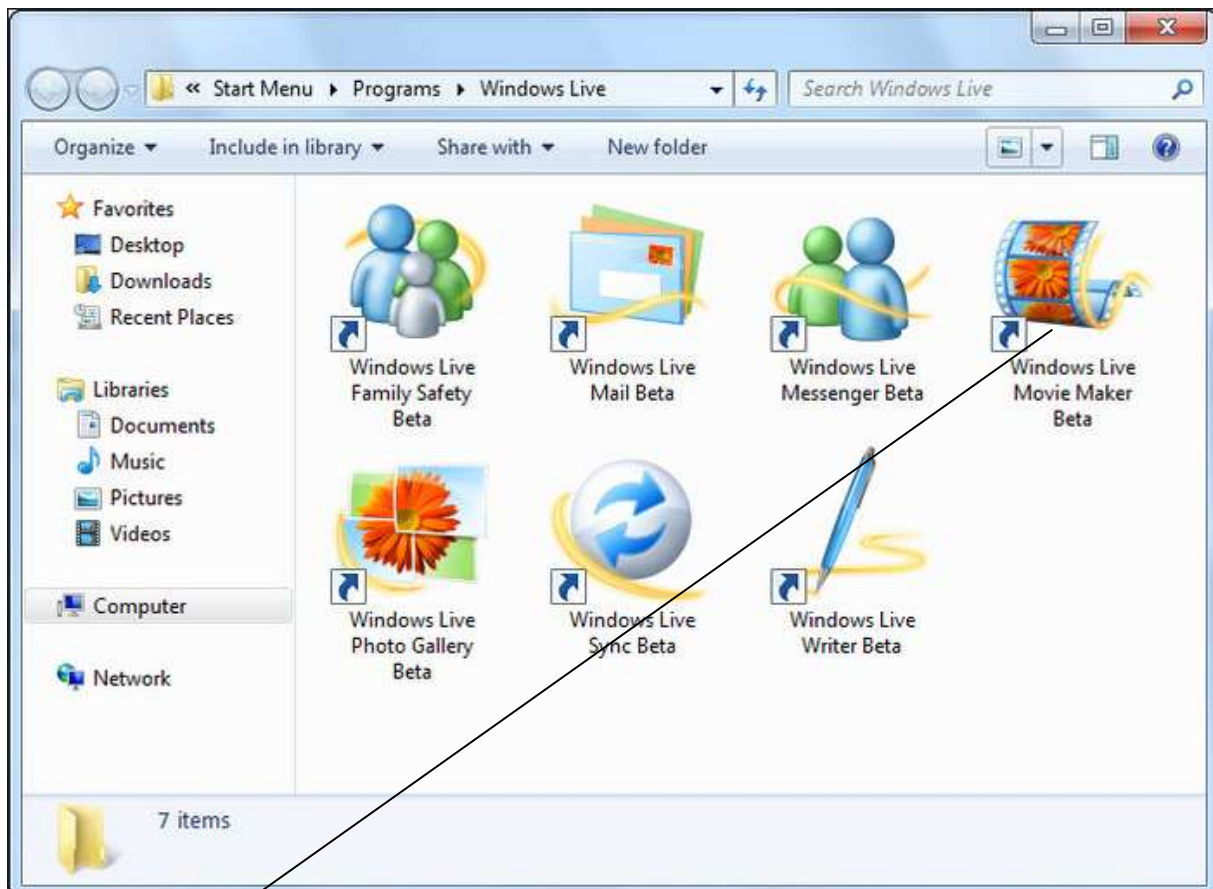 « Start Menu ▸ Programs ▸ Windows Live
Search Windows Live
Organize Include in library Share with New folder
Favorites
Desktop
Downloads
Recent Places
Libraries
Documents
Music
Pictures
Videos
Computer
Network
Windows Live
Family Safety
Beta
Windows Live
Mail Beta
Windows Live
Messenger Beta
Windows Live
Movie Maker
Beta
Windows Live
Photo Gallery
Beta
Windows Live
Sync Beta
Windows Live
Writer Beta
7 items